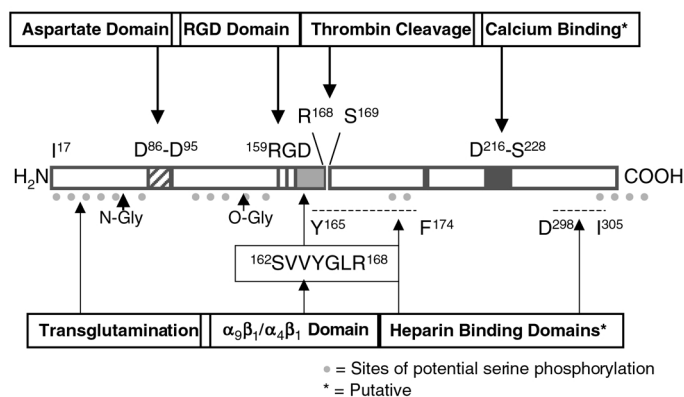 Aspartate Domain RGD Domain Thrombin Cleavage Calcium Binding*
R¹⁶⁸ S¹⁶⁹
I¹⁷ D⁸⁶-D⁹⁵ ¹⁵⁹RGD D²¹⁶-S²²⁸
H₂N COOH
N-Gly O-Gly Y¹⁶⁵ F¹⁷⁴ D²⁹⁸ I³⁰⁵
¹⁶²SVVYGLR¹⁶⁸
Transglutamination α₉β₁/α₄β₁ Domain Heparin Binding Domains*
= Sites of potential serine phosphorylation
* = Putative